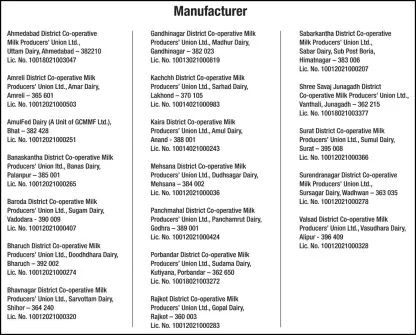 Manufacturer
Ahmedabad District Co-operative
Milk Producers' Union Ltd.,
Uttam Dairy, Ahmedabad – 382210
Lic. No. 10018021003047
Amreli District Co-operative Milk
Producers' Union Ltd., Amar Dairy,
Amreli – 365 601
Lic. No. 10012021000503
AmulFed Dairy (A Unit of GCMMF Ltd.),
Bhat – 382 428
Lic. No. 10012021000251
Banaskantha District Co-operative Milk
Producers' Union ltd., Banas Dairy,
Palanpur – 385 001
Lic. No. 10012021000265
Baroda District Co-operative Milk
Producers' Union Ltd., Sugam Dairy,
Vadodara - 390 009
Lic. No. 10012021000407
Bharuch District Co-operative Milk
Producers' Union Ltd., Doodhdhara Dairy,
Bharuch – 392 002
Lic. No. 10012021000274
Bhavnagar District Co-operative Milk
Producers' Union Ltd., Sarvottam Dairy,
Shihor – 364 240
Lic. No. 10012021000320
Gandhinagar District Co-operative Milk
Producers' Union Ltd., Madhur Dairy,
Gandhinagar – 382 023
Lic. No. 10013021000819
Kachchh District Co-operative Milk
Producers' Union Ltd., Sarhad Dairy,
Lakhond – 370 105
Lic. No. 10014021000983
Kaira District Co-operative Milk
Producers' Union Ltd., Amul Dairy,
Anand - 388 001
Lic. No. 10014021000243
Mehsana District Co-operative Milk
Producers' Union Ltd., Dudhsagar Dairy,
Mehsana – 384 002
Lic. No. 10012021000036
Panchmahal District Co-operative Milk
Producers' Union Ltd., Panchamrut Dairy,
Godhra – 389 001
Lic. No. 10012021000424
Porbandar District Co-operative Milk
Producers' Union Ltd., Sudama Dairy,
Kutiyana, Porbandar – 362 650
Lic. No. 10018021003272
Rajkot District Co-operative Milk
Producers' Union Ltd., Gopal Dairy,
Rajkot – 360 003
Lic. No. 10012021000283
Sabarkantha District Co-operative
Milk Producers' Union Ltd.,
Sabar Dairy, Sub Post Boria,
Himatnagar – 383 006
Lic. No. 10012021000207
Shree Savaj Junagadh District
Co-operative Milk Producers' Union Ltd.,
Vanthali, Junagadh – 362 215
Lic. No. 10018021003377
Surat District Co-operative Milk
Producers' Union Ltd., Sumul Dairy,
Surat – 395 008
Lic. No. 10012021000366
Surendranagar District Co-operative
Milk Producers' Union Ltd.,
Sursagar Dairy, Wadhwan – 363 035
Lic. No. 10012021000278
Valsad District Co-operative Milk
Producers' Union Ltd., Vasudhara Dairy,
Alipur - 396 409
Lic. No. 10012021000328